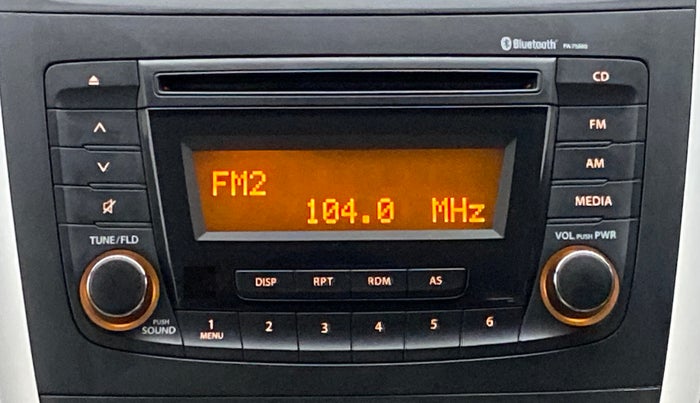 Bluetooth
CD
FM
AM
MEDIA
FM2
104.0 MHz
TUNE/FLD
VOL PUSH PWR
DISP RPT RDM AS
PUSH
SOUND
1 2 3 4 5 6
MENU